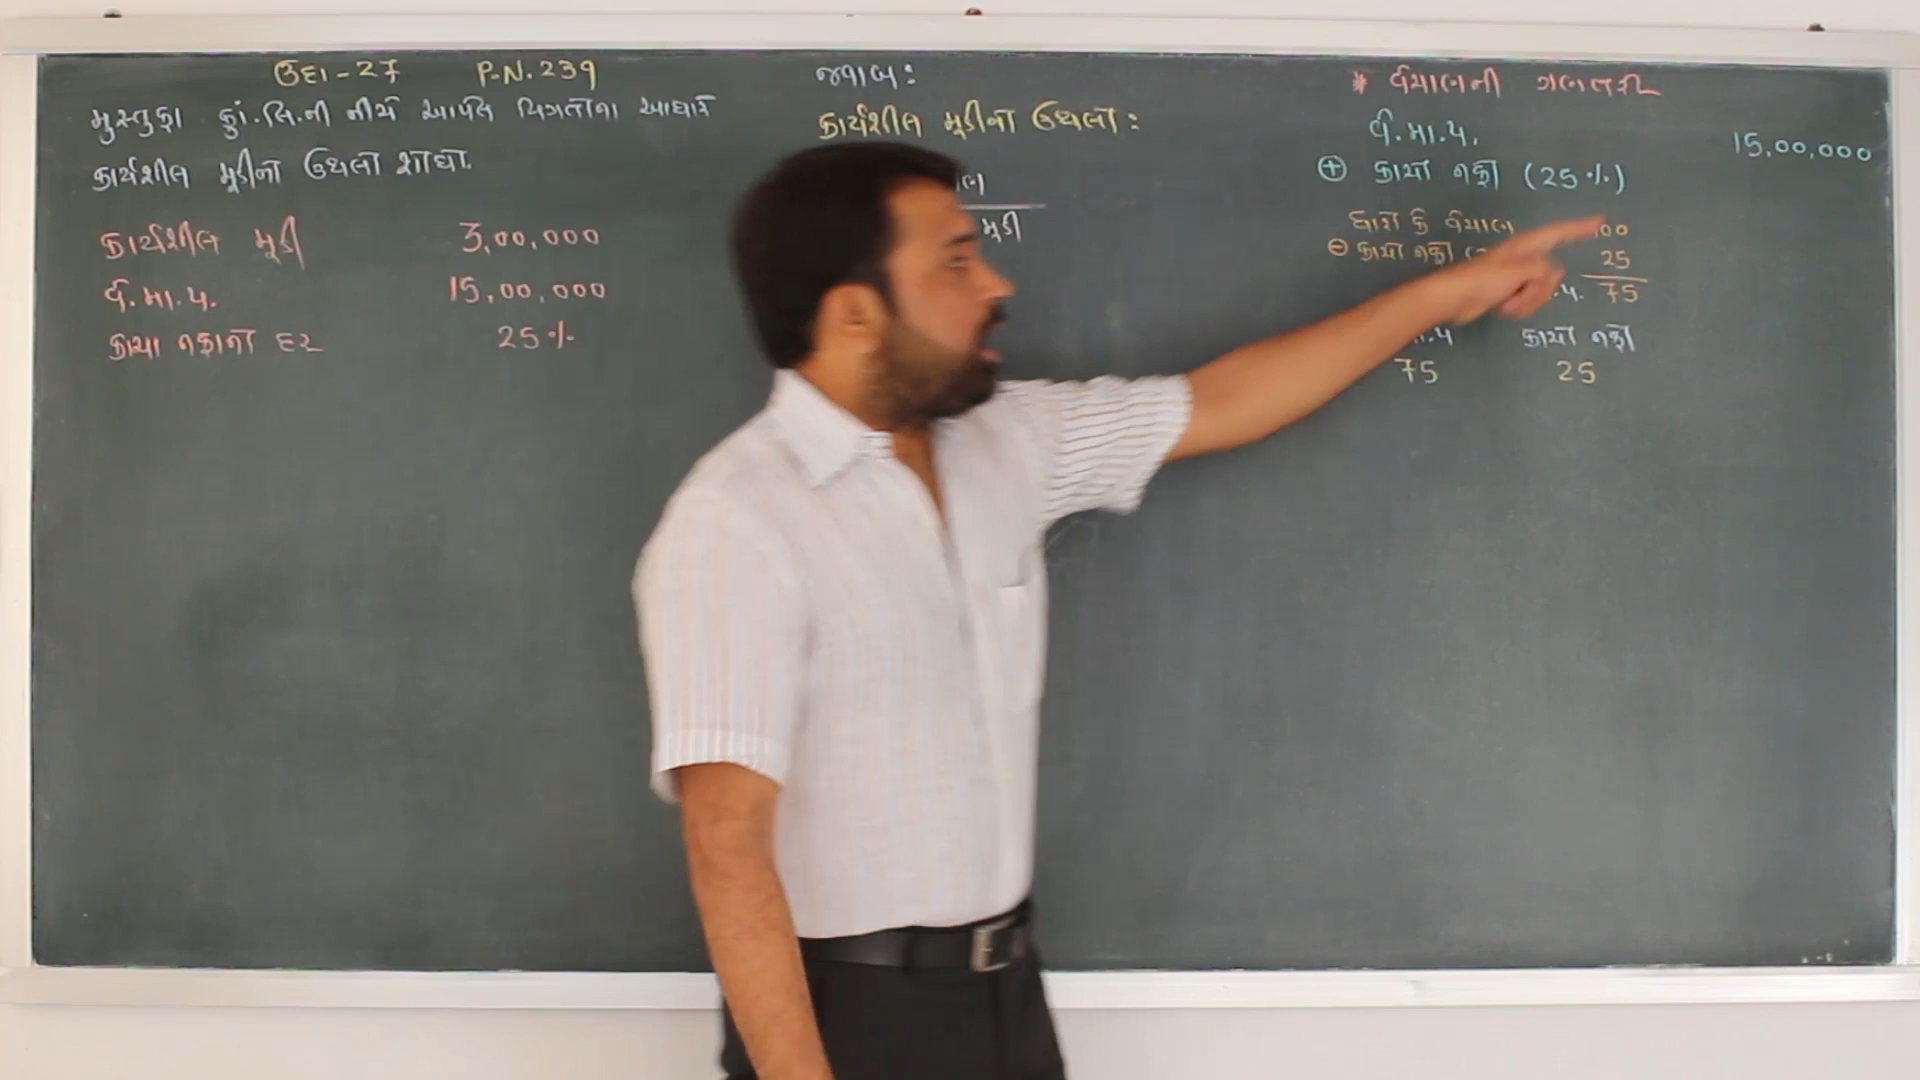 ઉદા-27 P.N.239
મુસ્તુફા કાં.લિ.ની નીચે આપેલ વિગતોના આધારે
કાર્યશીલ મૂડીનો ઉથલો શોધો.
કાર્યશીલ મૂડી 3,00,000
વે.મા.પ. 15,00,000
કાચા નફાનો દર 25%
જવાબ:
કાર્યશીલ મૂડીનો ઉથલો:
મૂડી
* વેચાણની ગણતરી
વે.મા.પ. 15,00,000
+ કાચો નફો (25%)
ધારો કે વેચાણ 00
- કાચો નફો 25
.પ. 75
મા.પ કાચો નફો
75 25